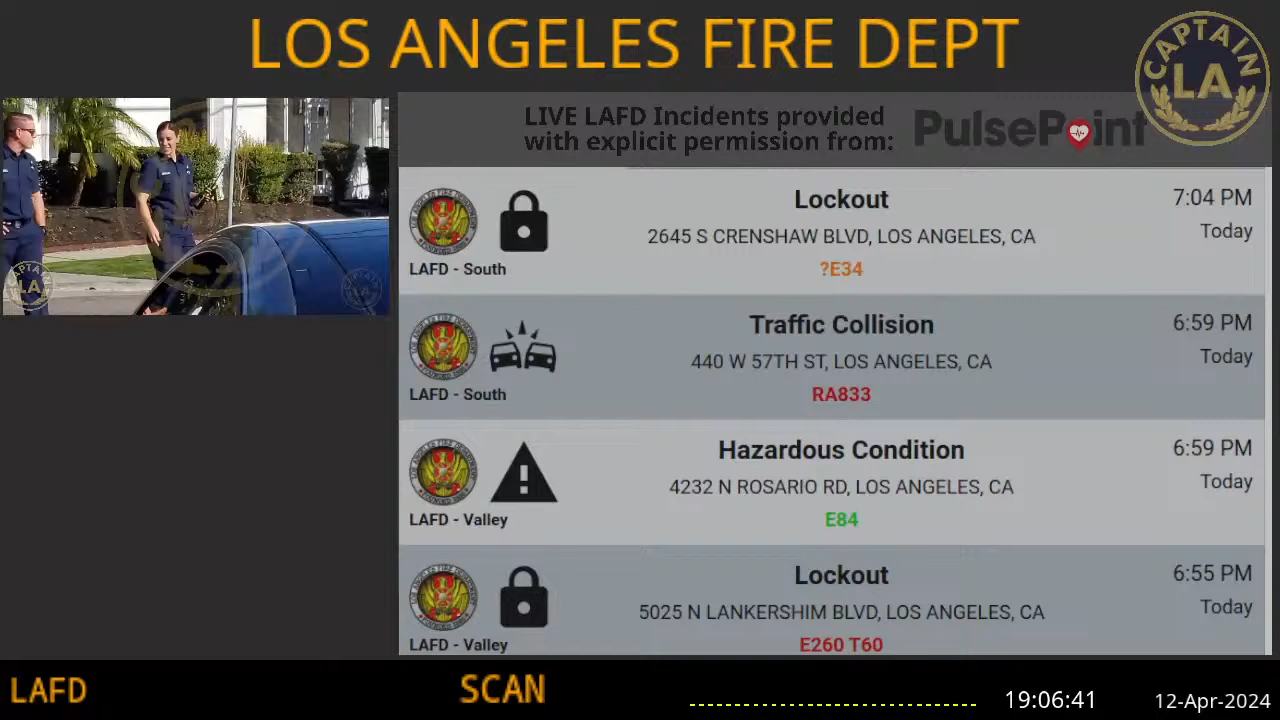 LOS ANGELES FIRE DEPT
CAPTAIN
LA
LIVE LAFD Incidents provided
with explicit permission from:
PulsePoint
Lockout
7:04 PM
2645 S CRENSHAW BLVD, LOS ANGELES, CA
Today
LAFD - South
?E34
Traffic Collision
6:59 PM
440 W 57TH ST, LOS ANGELES, CA
Today
LAFD - South
RA833
Hazardous Condition
6:59 PM
4232 N ROSARIO RD, LOS ANGELES, CA
Today
LAFD - Valley
E84
Lockout
6:55 PM
5025 N LANKERSHIM BLVD, LOS ANGELES, CA
Today
LAFD - Valley
E260 T60
CAPTAIN
LA
LAFD
SCAN
19:06:41
12-Apr-2024